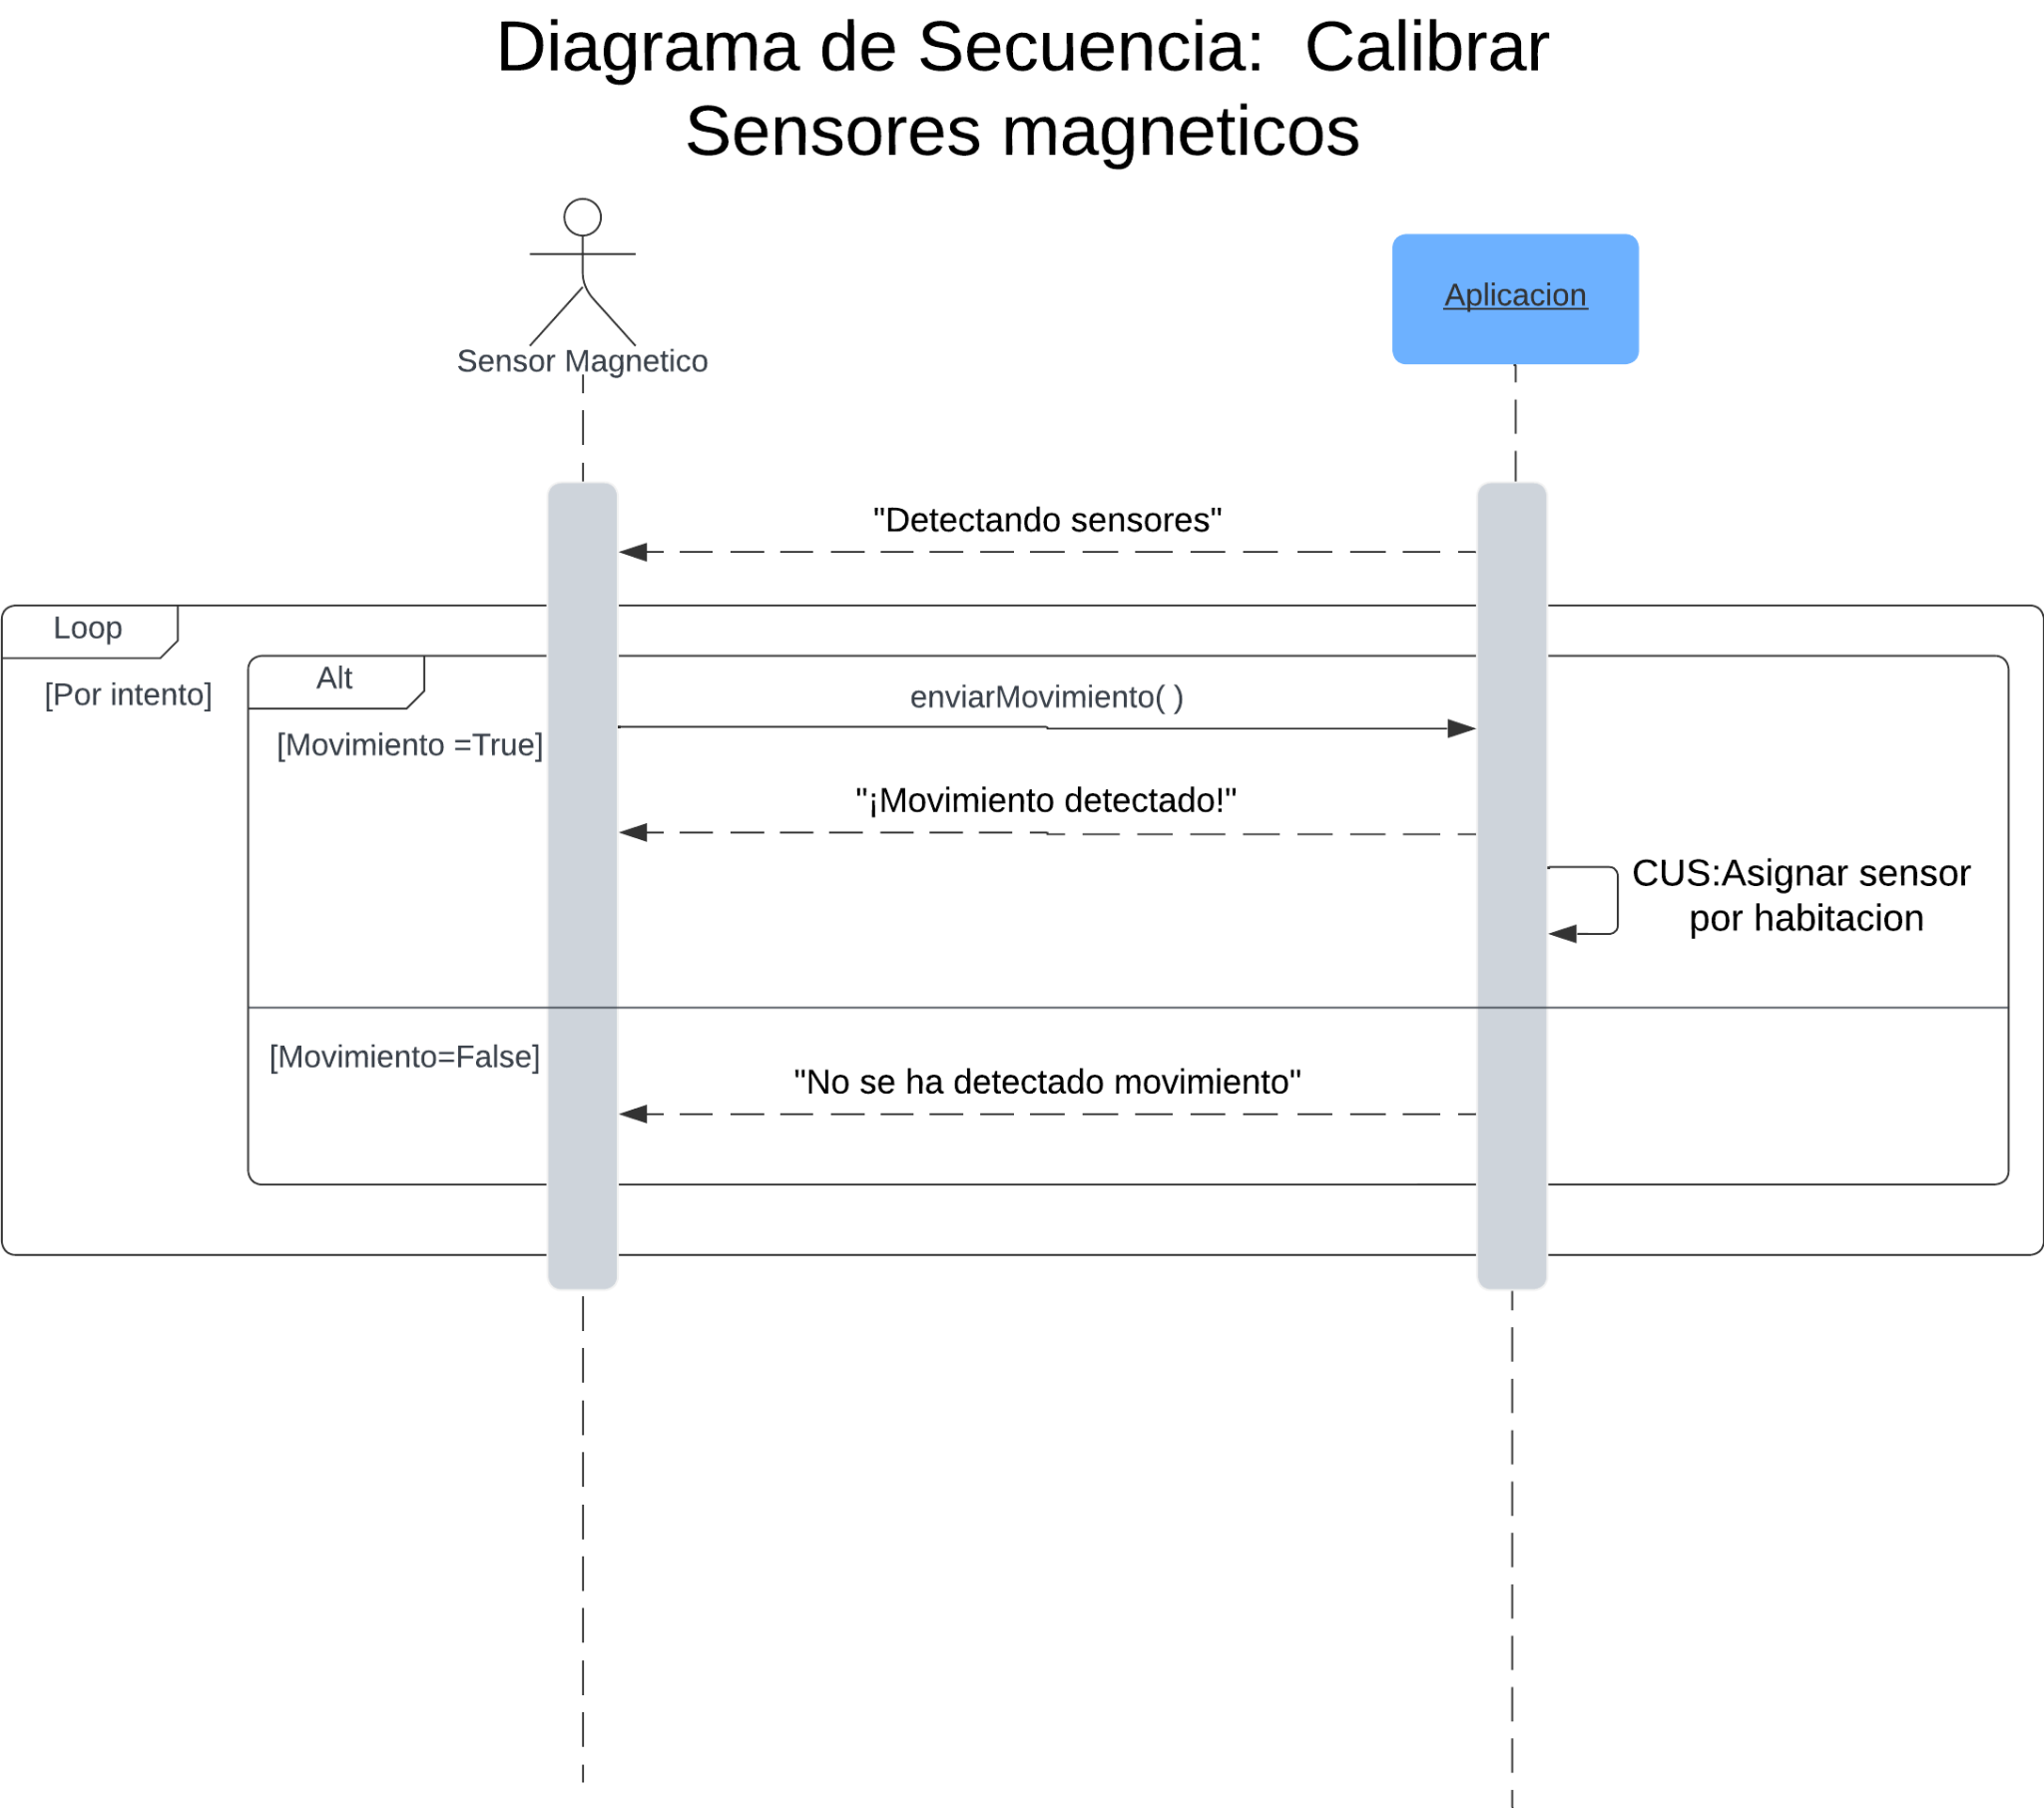 Diagrama de Secuencia:  Calibrar
Sensores magneticos
Sensor Magnetico
Aplicacion
"Detectando sensores"
Loop
[Por intento]
Alt
enviarMovimiento( )
[Movimiento =True]
"¡Movimiento detectado!"
CUS:Asignar sensor
por habitacion
[Movimiento=False]
"No se ha detectado movimiento"